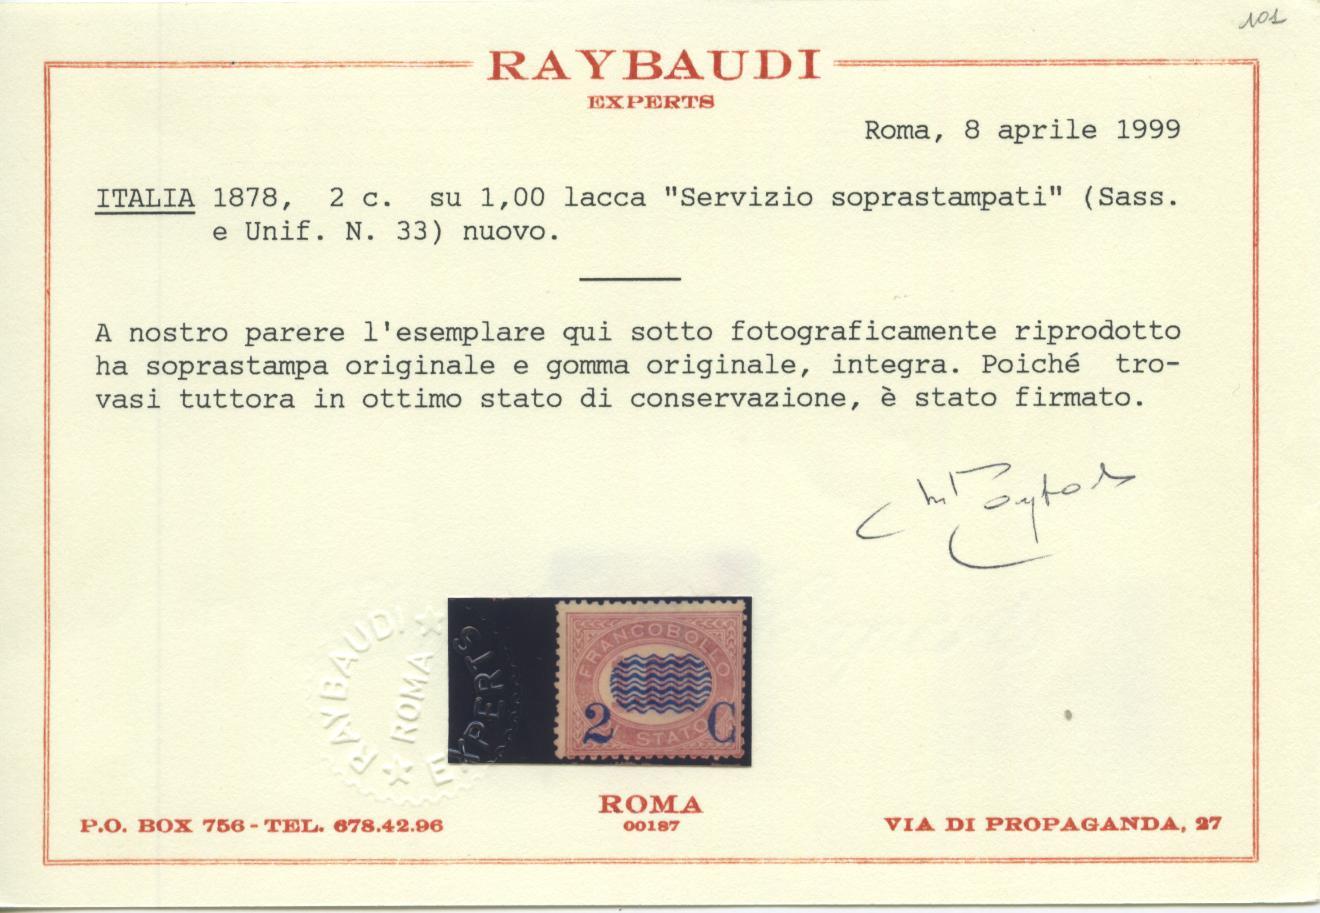 101
RAYBAUDI
EXPERTS
Roma, 8 aprile 1999
ITALIA 1878, 2 c. su 1,00 lacca "Servizio soprastampati" (Sass.
e Unif. N. 33) nuovo.
A nostro parere l'esemplare qui sotto fotograficamente riprodotto
ha soprastampa originale e gomma originale, integra. Poiché tro-
vasi tuttora in ottimo stato di conservazione, è stato firmato.
RAYBAUDI
ROMA
EXPERTS
FRANCOBOLLO
2 C
STATO
ROMA
00187
P.O. BOX 756 - TEL. 678.42.96
VIA DI PROPAGANDA, 27